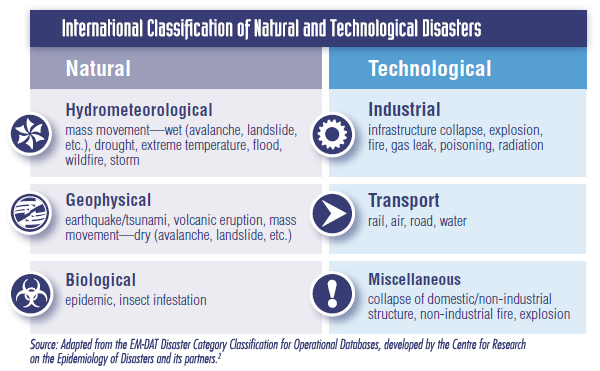 International Classification of Natural and Technological Disasters
Natural
Hydrometeorological
mass movement—wet (avalanche, landslide,
etc.), drought, extreme temperature, flood,
wildfire, storm
Geophysical
earthquake/tsunami, volcanic eruption, mass
movement—dry (avalanche, landslide, etc.)
Biological
epidemic, insect infestation
Technological
Industrial
infrastructure collapse, explosion,
fire, gas leak, poisoning, radiation
Transport
rail, air, road, water
Miscellaneous
collapse of domestic/non-industrial
structure, non-industrial fire, explosion
Source: Adapted from the EM-DAT Disaster Category Classification for Operational Databases, developed by the Centre for Research
on the Epidemiology of Disasters and its partners.²